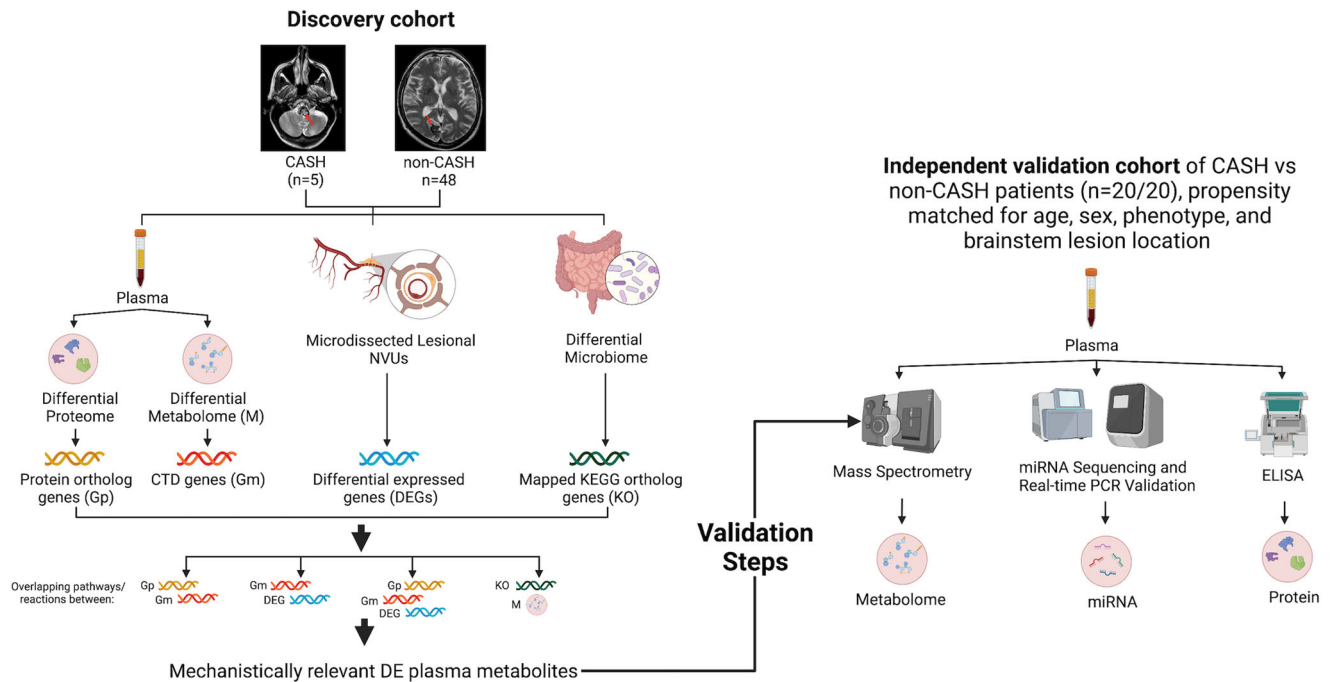 Discovery cohort
CASH
(n=5)
non-CASH
n=48
Plasma
Microdissected Lesional
NVUs
Differential
Microbiome
Differential
Proteome
Differential
Metabolome (M)
Protein ortholog
genes (Gp)
CTD genes (Gm)
Differential expressed
genes (DEGs)
Mapped KEGG ortholog
genes (KO)
Overlapping pathways/
reactions between:
Gp
Gm
Gm
DEG
Gp
Gm
DEG
KO
M
Mechanistically relevant DE plasma metabolites
Validation
Steps
Independent validation cohort of CASH vs
non-CASH patients (n=20/20), propensity
matched for age, sex, phenotype, and
brainstem lesion location
Plasma
Mass Spectrometry
miRNA Sequencing and
Real-time PCR Validation
ELISA
Metabolome
miRNA
Protein